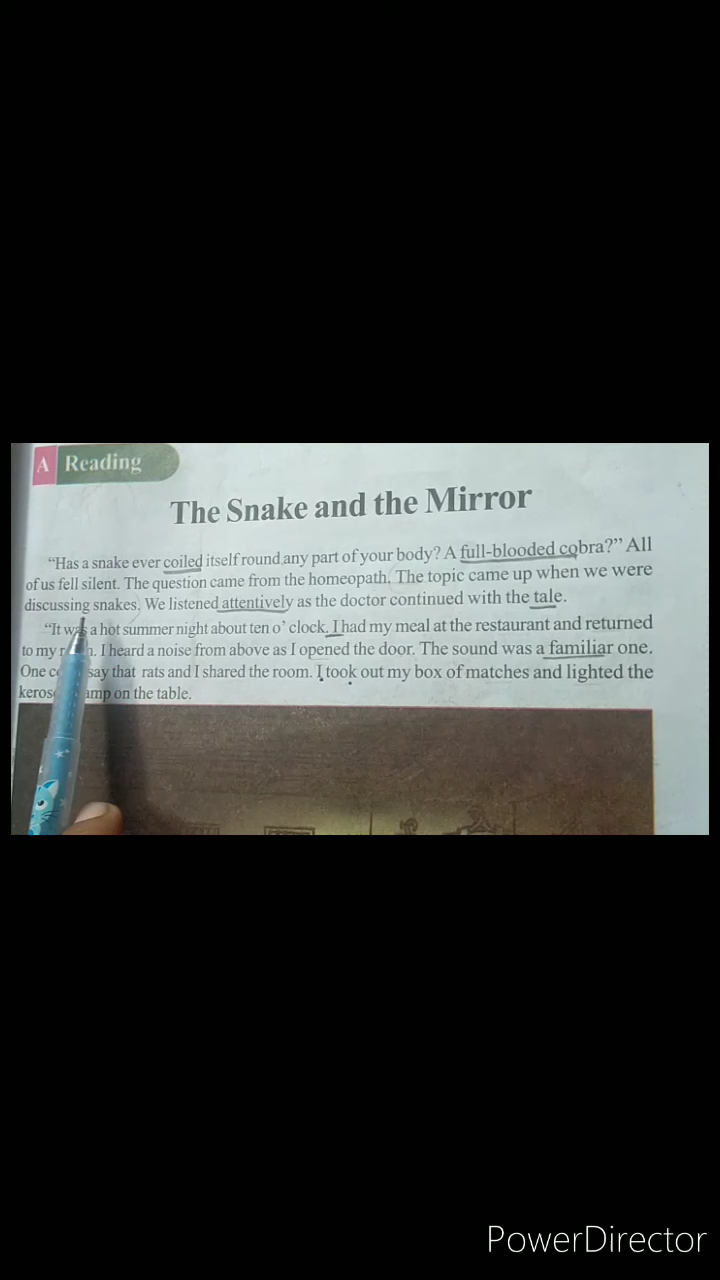 A Reading
The Snake and the Mirror
“Has a snake ever coiled itself round any part of your body? A full-blooded cobra?” All
of us fell silent. The question came from the homeopath. The topic came up when we were
discussing snakes. We listened attentively as the doctor continued with the tale.
“It was a hot summer night about ten o’ clock. I had my meal at the restaurant and returned
to my. I heard a noise from above as I opened the door. The sound was a familiar one.
One say that rats and I shared the room. I took out my box of matches and lighted the
on the table.
PowerDirector